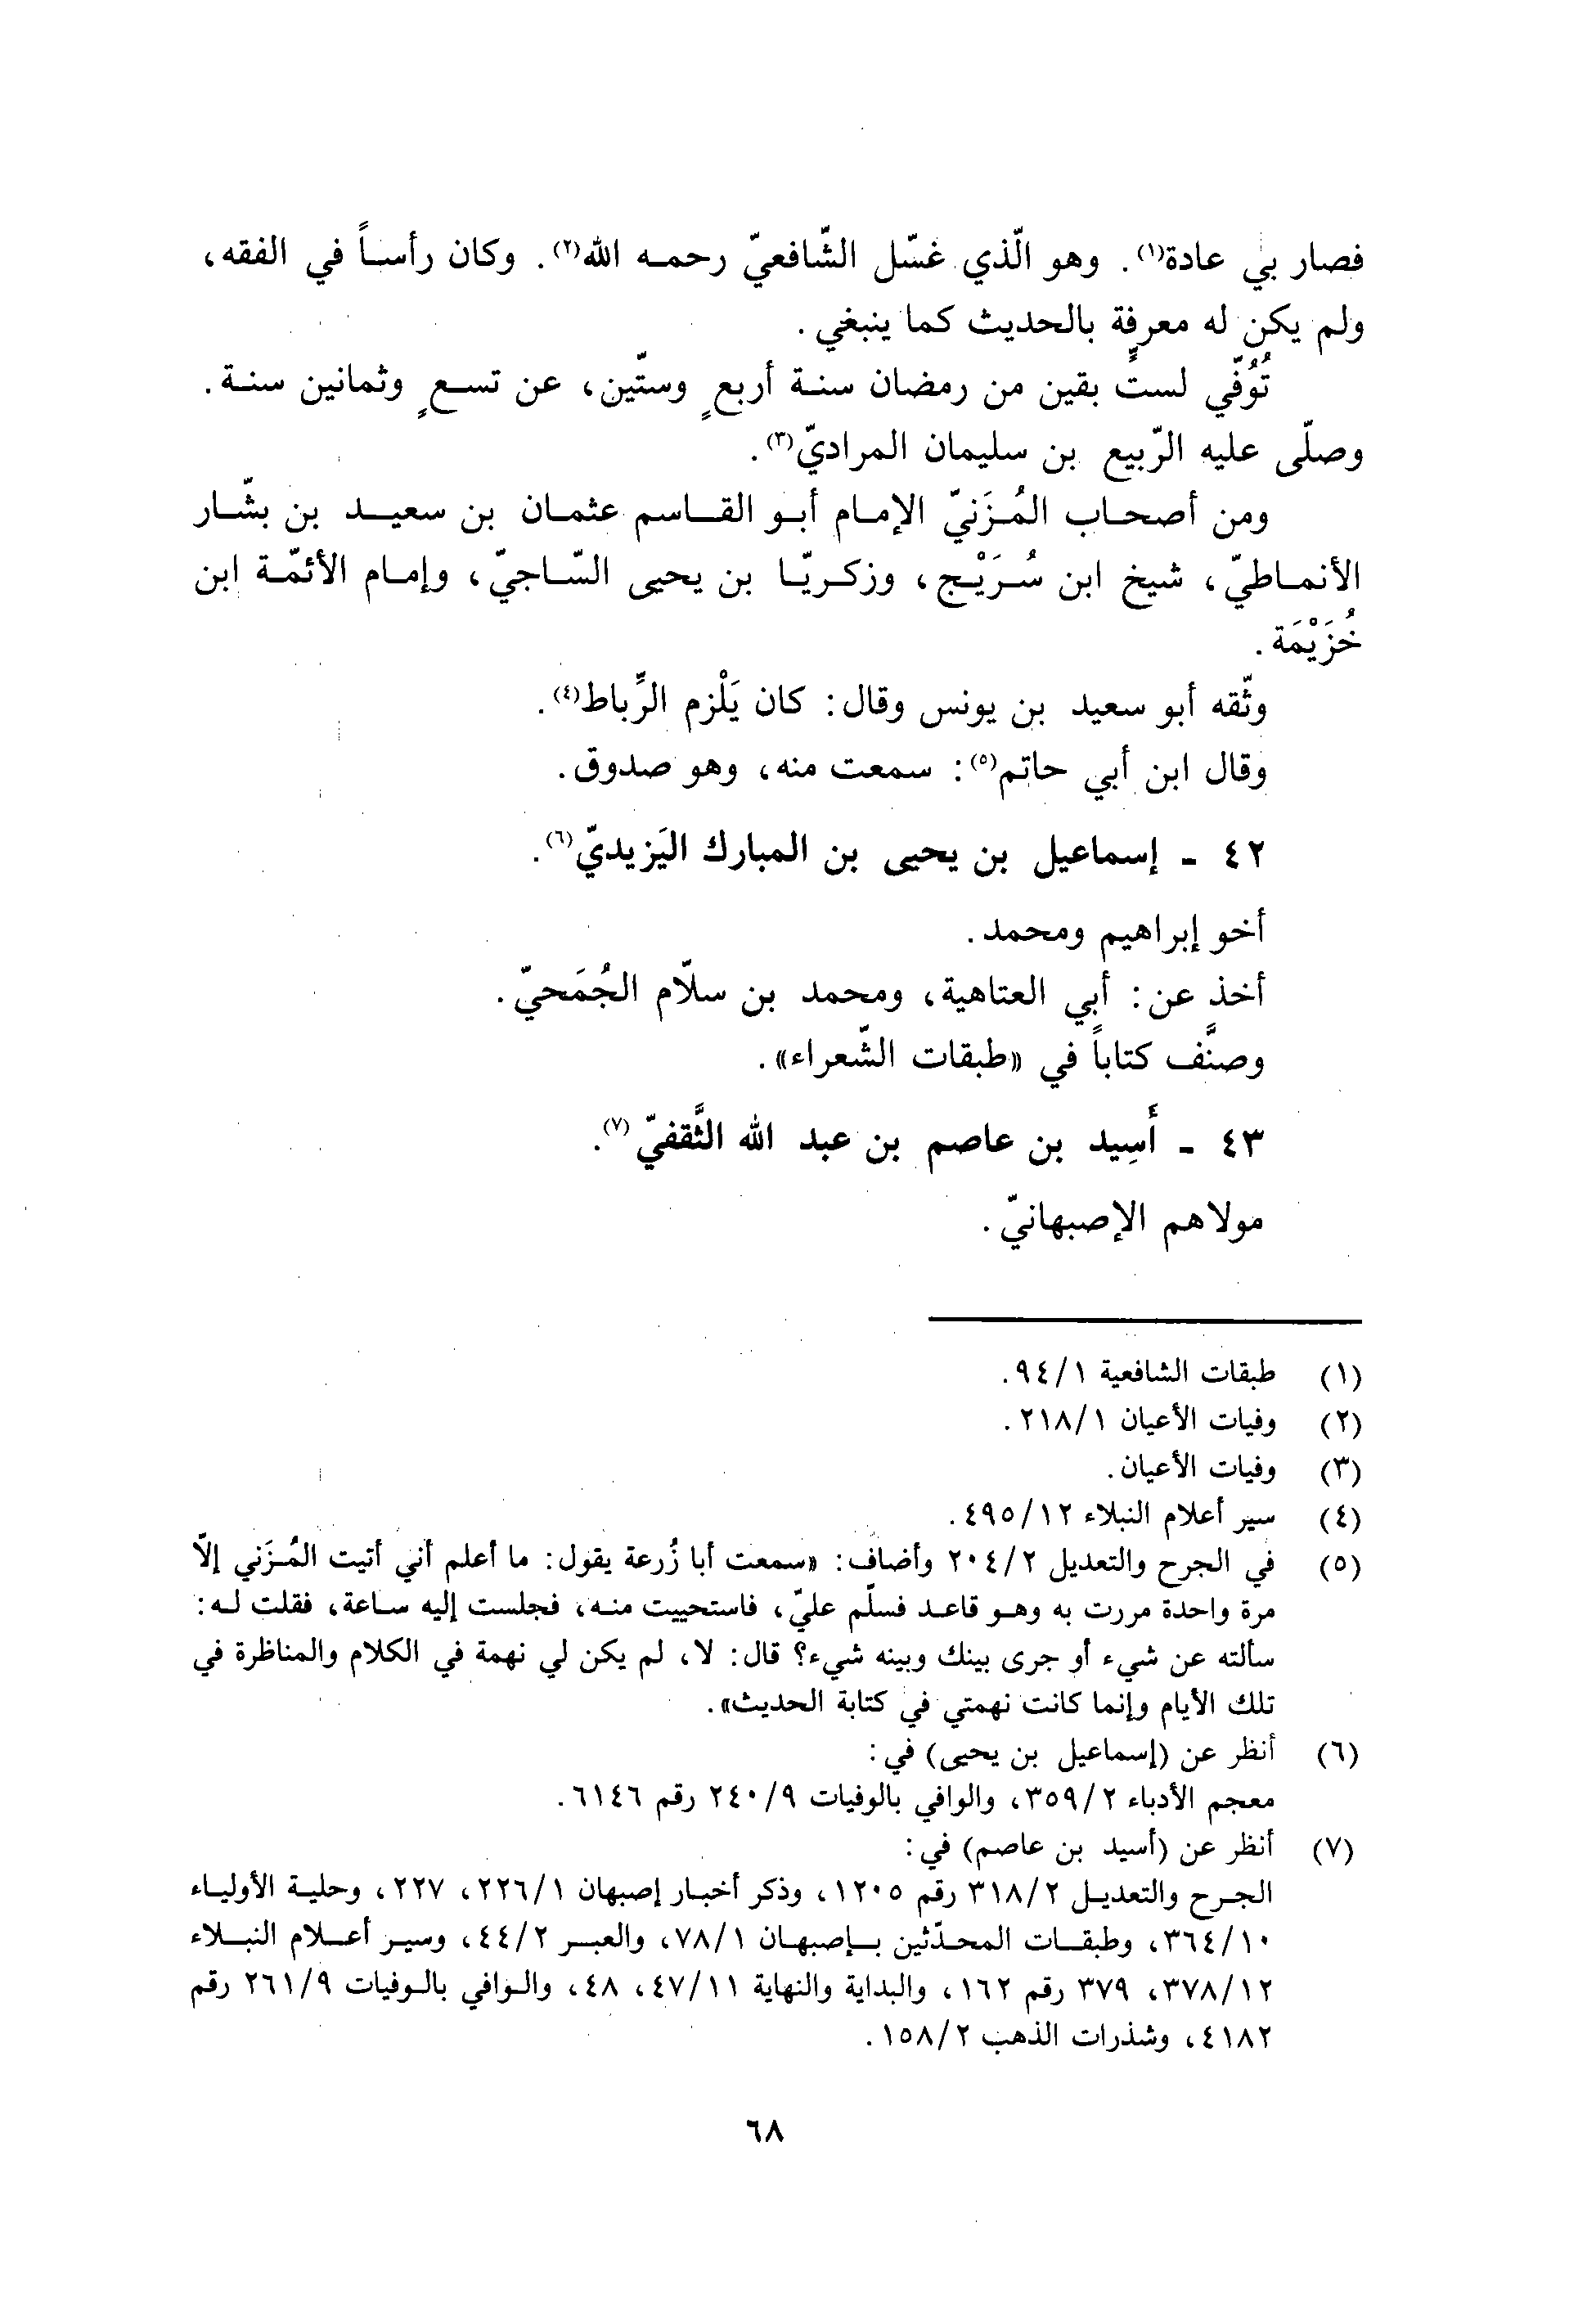 فصار بي عادة(١). وهو الّذي غسّل الشّافعيّ رحمه الله(٢). وكان رأساً في الفقه،
ولم يكن له معرفة بالحديث كما ينبغي.
تُوُفّي لستٍّ بقين من رمضان سنة أربعٍ وستّين، عن تسعٍ وثمانين سنة.
وصلّى عليه الرّبيع بن سليمان المراديّ(٣).
ومن أصحاب المُزَنيّ الإمام أبو القاسم عثمان بن سعيد بن بشّار
الأنماطيّ، شيخ ابن سُرَيْج، وزكريّا بن يحيى السّاجيّ، وإمام الأئمّة ابن
خُزَيْمَة.
وثّقه أبو سعيد بن يونس وقال: كان يَلْزم الرِّباط(٤).
وقال ابن أبي حاتم(٥): سمعت منه، وهو صدوق.
٤٢ - إسماعيل بن يحيى بن المبارك اليَزيديّ(٦).
أخو إبراهيم ومحمد.
أخذ عن: أبي العتاهية، ومحمد بن سلّام الجُمَحيّ.
وصنَّف كتاباً في «طبقات الشّعراء».
٤٣ - أَسِيد بن عاصم بن عبد الله الثَّقفيّ(٧).
مولاهم الإصبهانيّ.
(١) طبقات الشافعية ٩٤/١.
(٢) وفيات الأعيان ٢١٨/١.
(٣) وفيات الأعيان.
(٤) سير أعلام النبلاء ٤٩٥/١٢.
(٥) في الجرح والتعديل ٢٠٤/٢ وأضاف: «سمعت أبا زُرعة يقول: ما أعلم أني أتيت المُزَني إلّا
مرة واحدة مررت به وهو قاعد فسلّم عليّ، فاستحييت منه، فجلست إليه ساعة، فقلت له:
سألته عن شيء أو جرى بينك وبينه شيء؟ قال: لا، لم يكن لي نهمة في الكلام والمناظرة في
تلك الأيام وإنما كانت نهمتي في كتابة الحديث».
(٦) أنظر عن (إسماعيل بن يحيى) في:
معجم الأدباء ٣٥٩/٢، والوافي بالوفيات ٢٤٠/٩ رقم ٦١٤٦.
(٧) أنظر عن (أسيد بن عاصم) في:
الجرح والتعديل ٣١٨/٢ رقم ١٢٠٥، وذكر أخبار إصبهان ٢٢٦/١، ٢٢٧، وحلية الأولياء
٣٦٤/١٠، وطبقات المحدّثين بإصبهان ٧٨/١، والعبر ٤٤/٢، وسير أعلام النبلاء
٣٧٨/١٢، ٣٧٩ رقم ١٦٢، والبداية والنهاية ٤٧/١١، ٤٨، والوافي بالوفيات ٢٦١/٩ رقم
٤١٨٢، وشذرات الذهب ١٥٨/٢.
٦٨